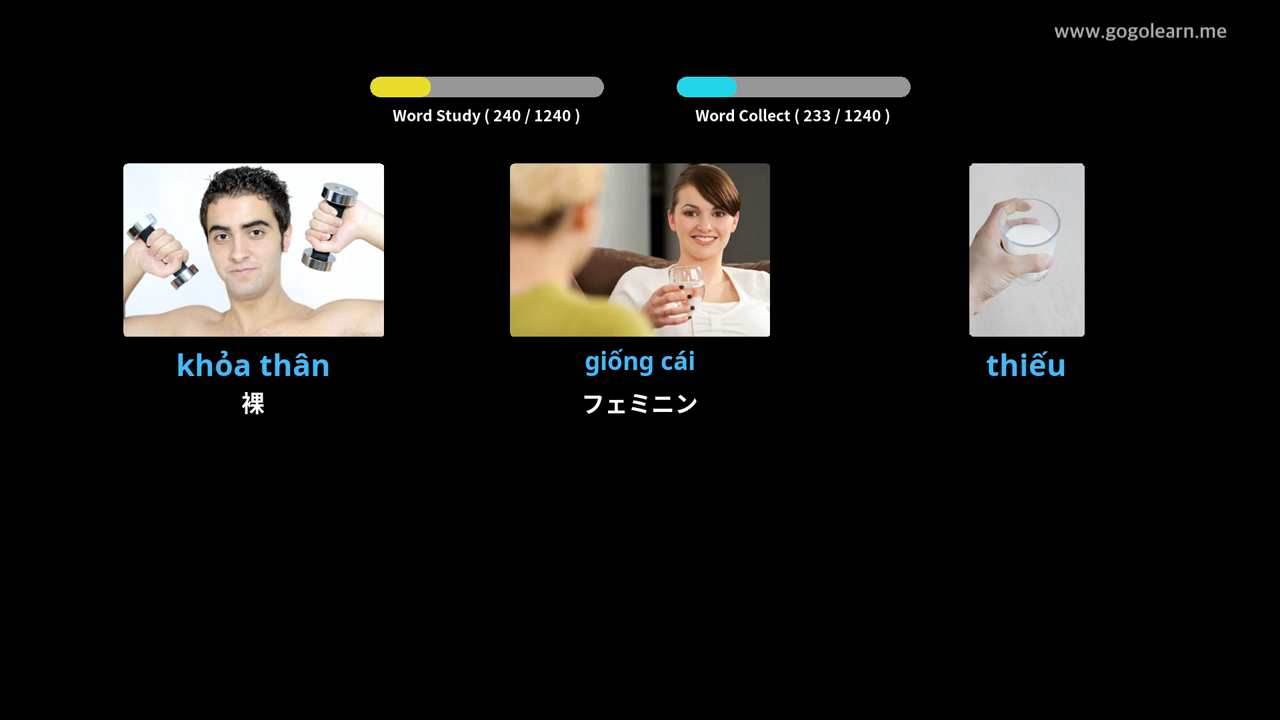 www.gogolearn.me
Word Study ( 240 / 1240 )
Word Collect ( 233 / 1240 )
khỏa thân
裸
giống cái
フェミニン
thiếu